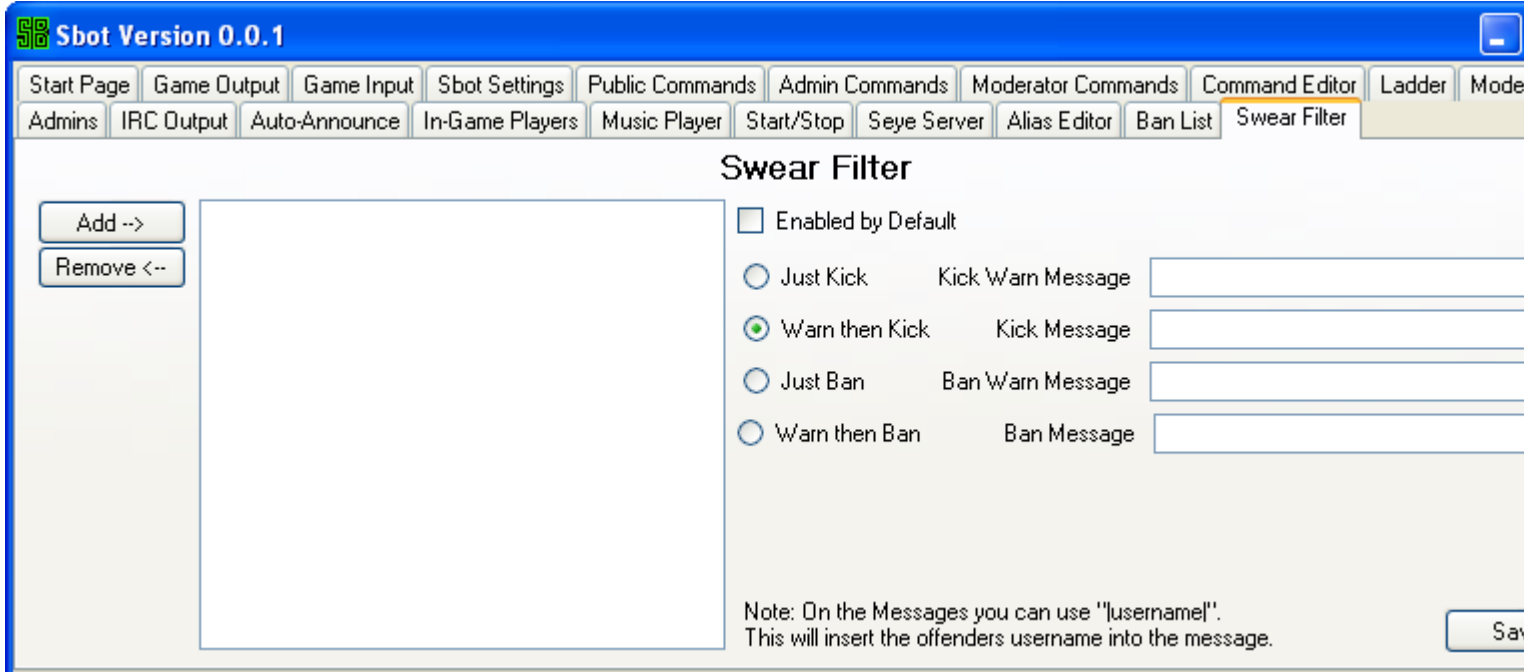 Sbot Version 0.0.1
Start Page Game Output Game Input Sbot Settings Public Commands Admin Commands Moderator Commands Command Editor Ladder
Admins IRC Output Auto-Announce In-Game Players Music Player Start/Stop Seye Server Alias Editor Ban List Swear Filter
Swear Filter
Add -->
Remove <--
Enabled by Default
Just Kick Kick Warn Message
Warn then Kick Kick Message
Just Ban Ban Warn Message
Warn then Ban Ban Message
Note: On the Messages you can use "|username|".
This will insert the offenders username into the message.